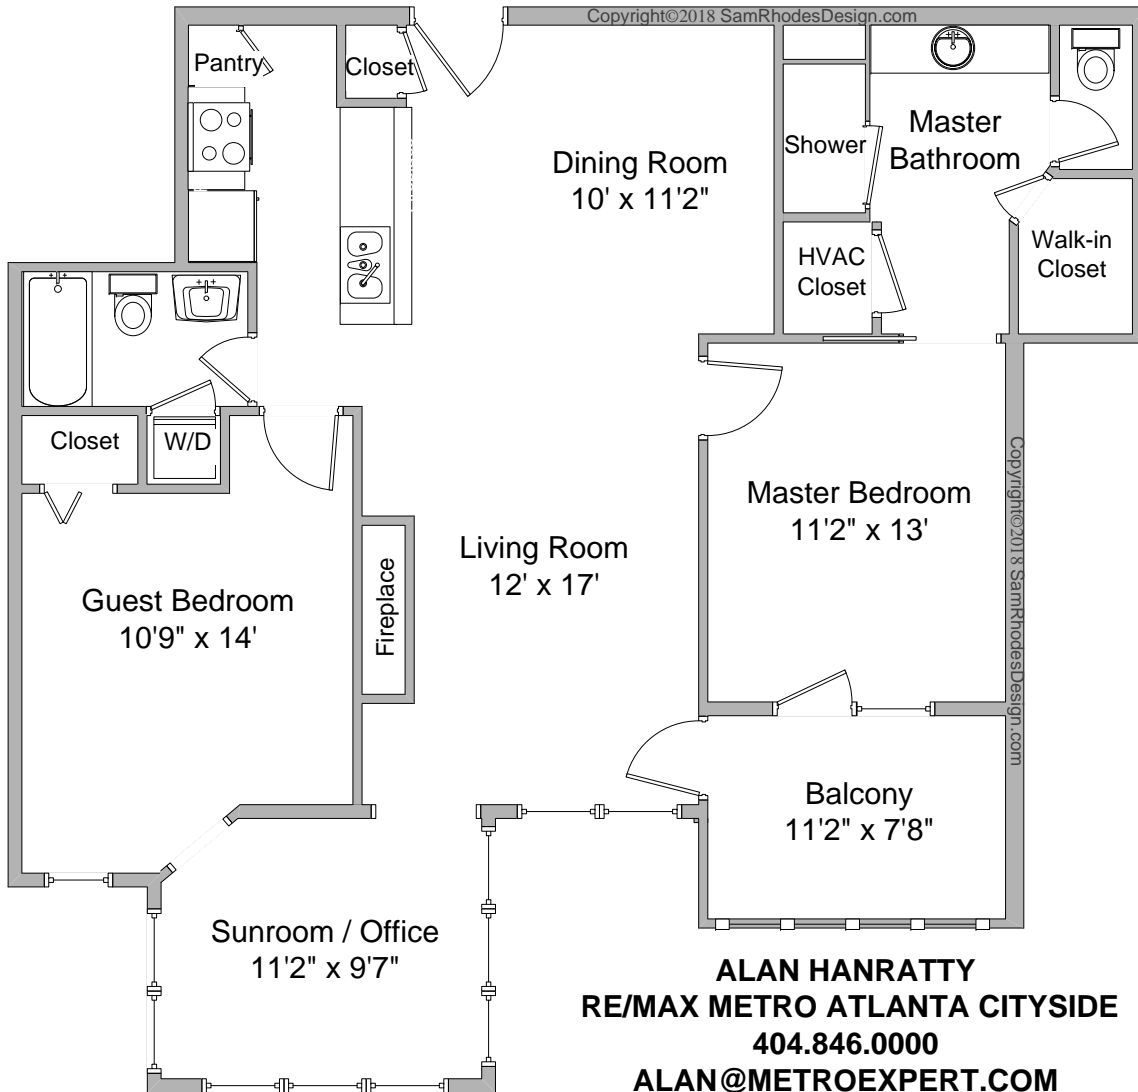 Copyright©2018 SamRhodesDesign.com
Pantry
Closet
Dining Room
10' x 11'2"
Shower
Master
Bathroom
HVAC
Closet
Walk-in
Closet
Closet
W/D
Master Bedroom
11'2" x 13'
Copyright©2018 SamRhodesDesign.com
Living Room
12' x 17'
Fireplace
Guest Bedroom
10'9" x 14'
Balcony
11'2" x 7'8"
Sunroom / Office
11'2" x 9'7"
ALAN HANRATTY
RE/MAX METRO ATLANTA CITYSIDE
404.846.0000
ALAN@METROEXPERT.COM